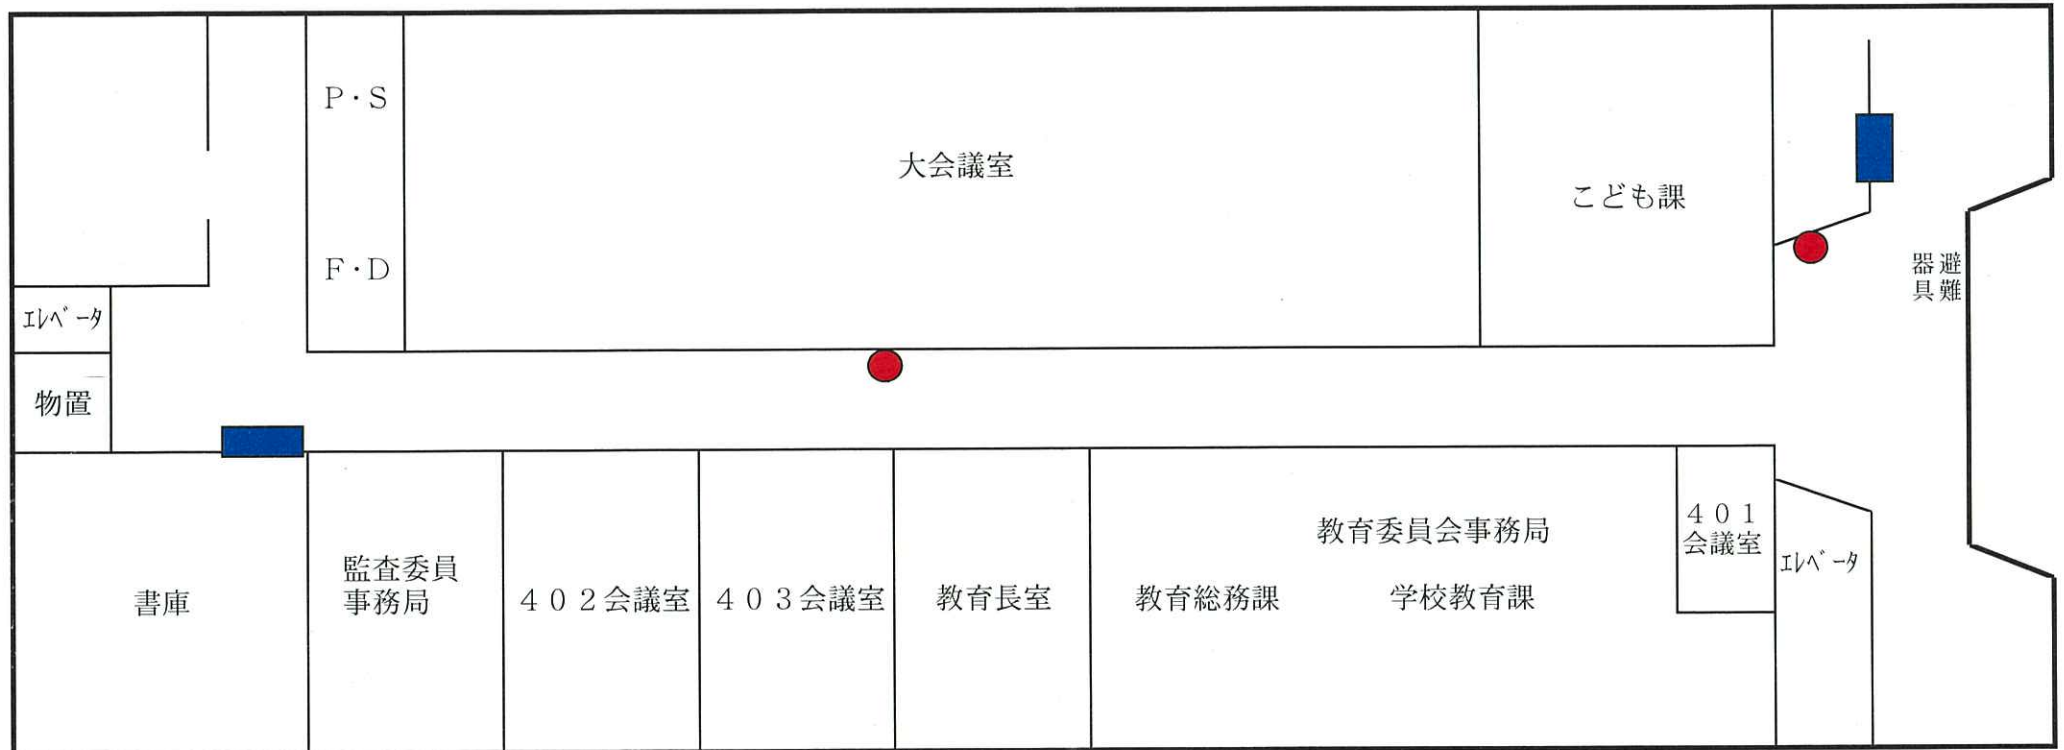 P・S
F・D
大会議室
こども課
避難
器具
エレベータ
物置
書庫
監査委員
事務局
４０２会議室
４０３会議室
教育長室
教育委員会事務局
教育総務課
学校教育課
４０１
会議室
エレベータ